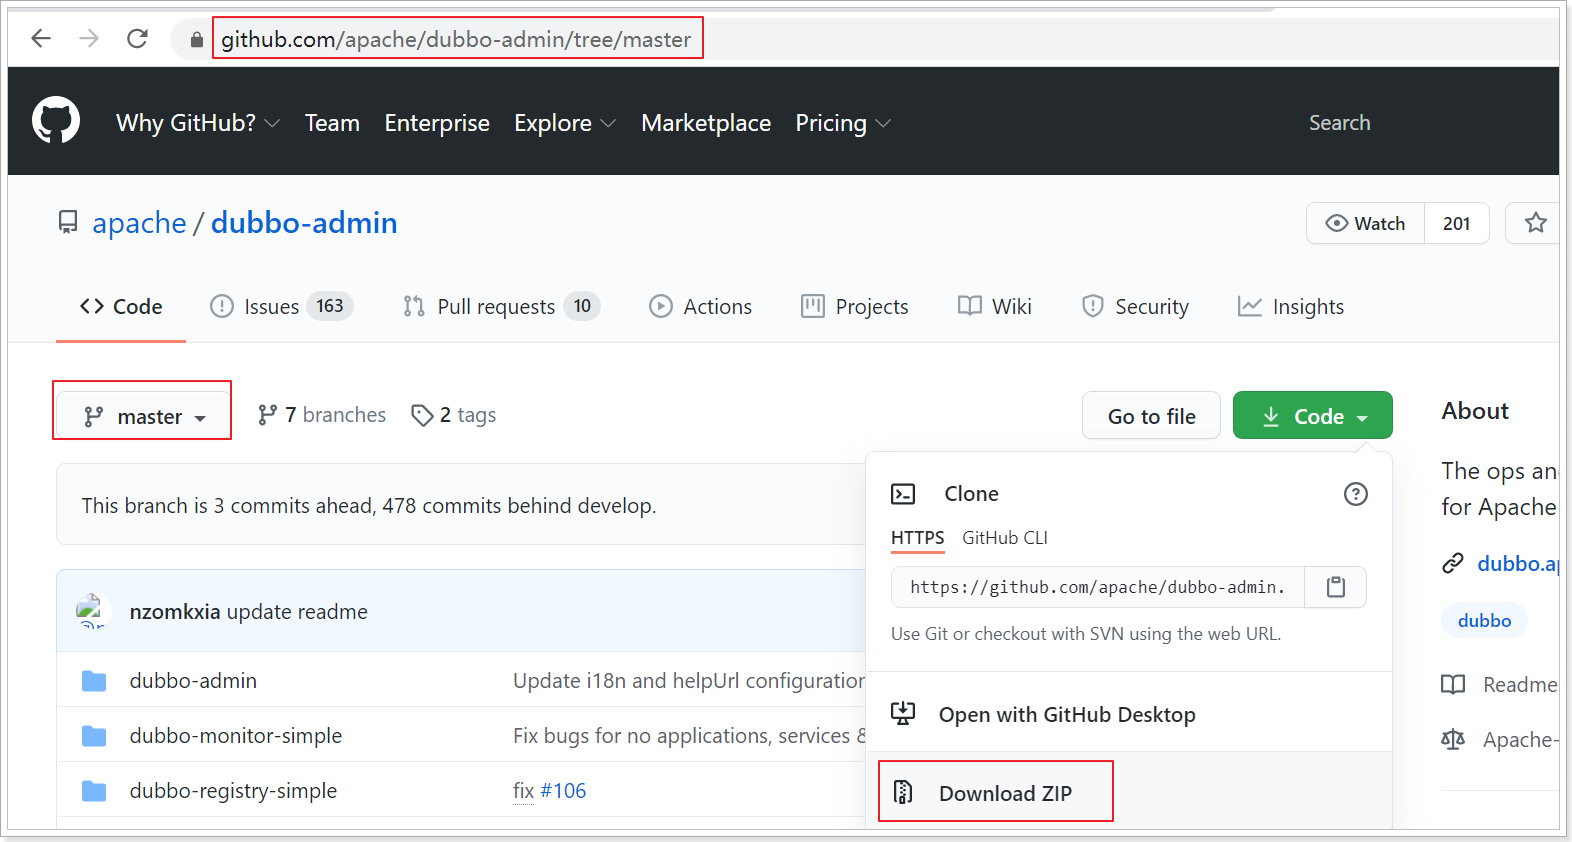 github.com/apache/dubbo-admin/tree/master
Why GitHub? Team Enterprise Explore Marketplace Pricing Search
apache / dubbo-admin Watch 201
Code Issues 163 Pull requests 10 Actions Projects Wiki Security Insights
master 7 branches 2 tags Go to file Code About
This branch is 3 commits ahead, 478 commits behind develop.
nzomkxia update readme
dubbo-admin Update i18n and helpUrl configuration
dubbo-monitor-simple Fix bugs for no applications, services &
dubbo-registry-simple fix #106
Clone
HTTPS GitHub CLI
https://github.com/apache/dubbo-admin.
Use Git or checkout with SVN using the web URL.
Open with GitHub Desktop
Download ZIP
The ops an
for Apache
dubbo.ap
dubbo
Readme
Apache-